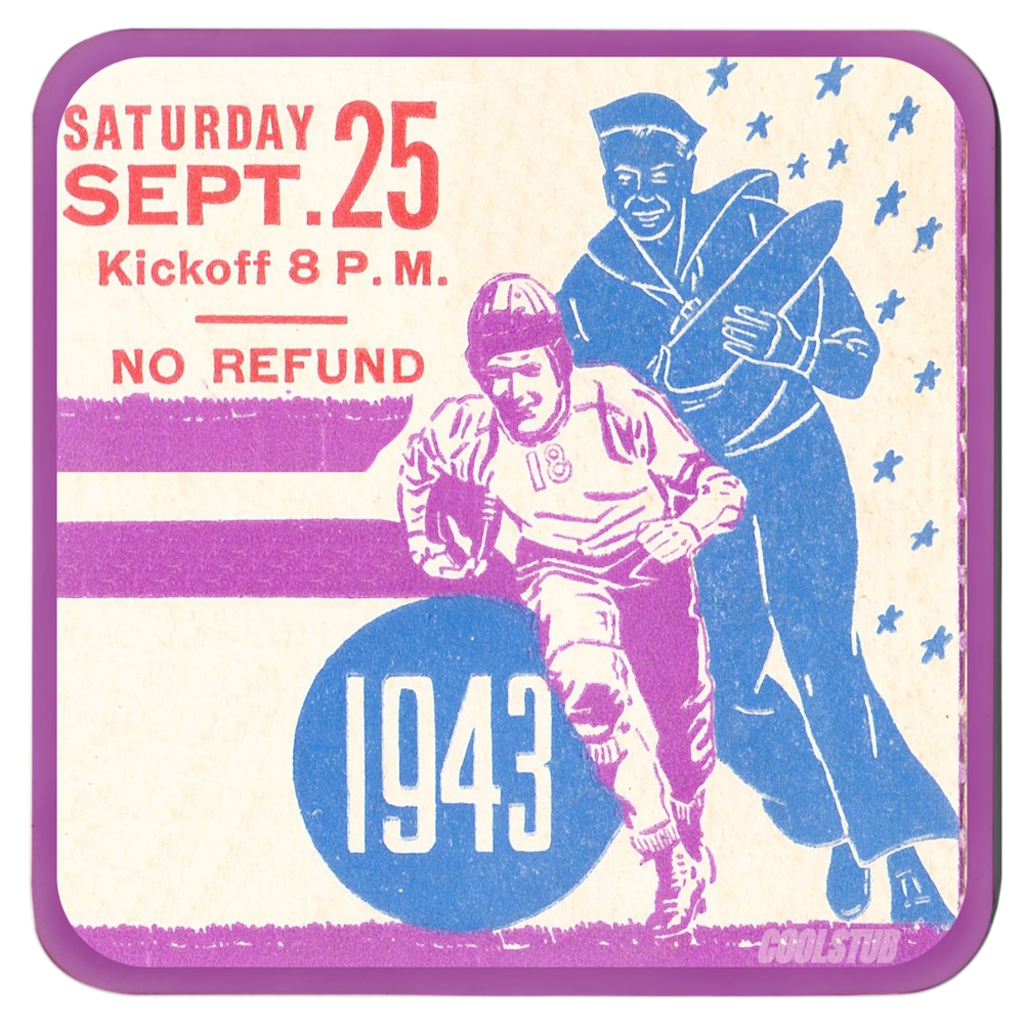 SATURDAY
SEPT. 25
Kickoff 8 P. M.
NO REFUND
18
1943
COOLSTUB